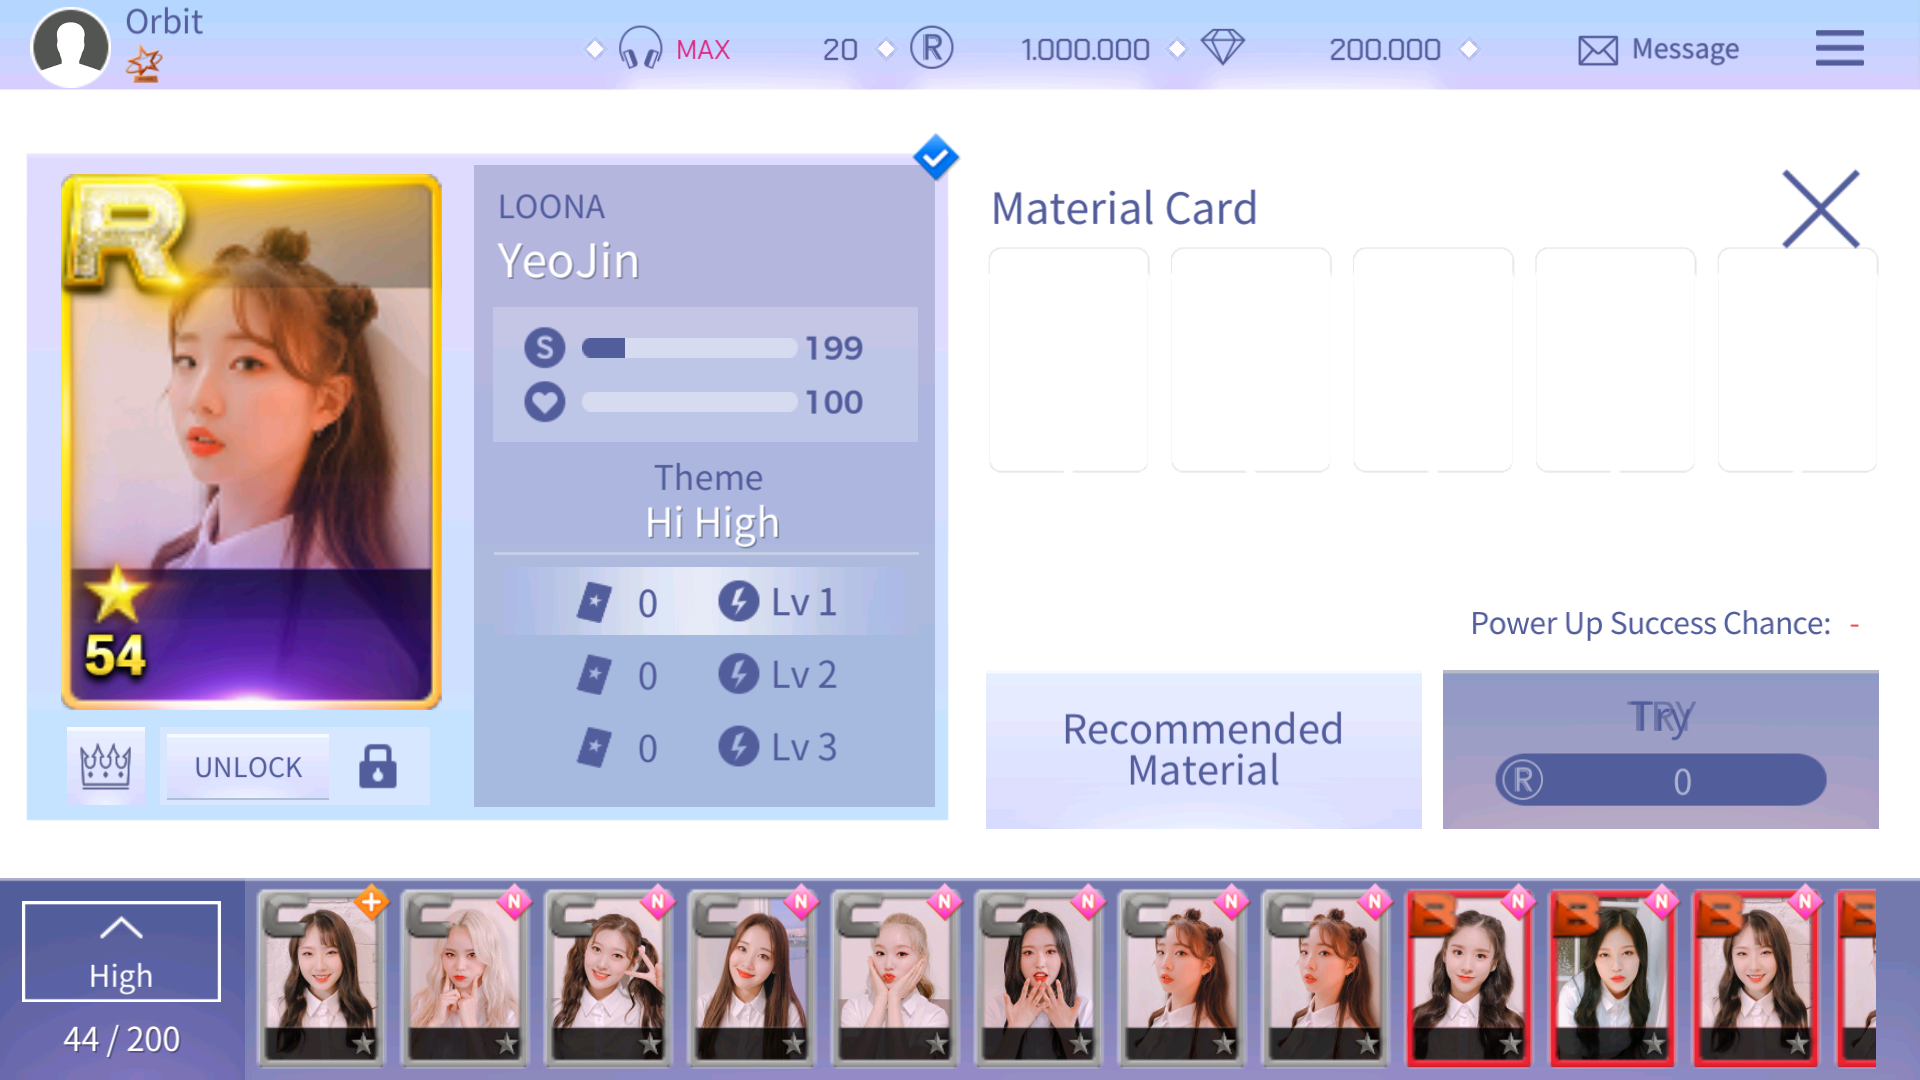 Orbit
MAX
20
R
1.000.000
200.000
Message
R
54
UNLOCK
LOONA
YeoJin
S 199
100
Theme
Hi High
0 Lv 1
0 Lv 2
0 Lv 3
Material Card
Power Up Success Chance: -
Recommended
Material
Try
R 0
High
44 / 200
C C N C N C N C N C N C N C N B N B N B N B